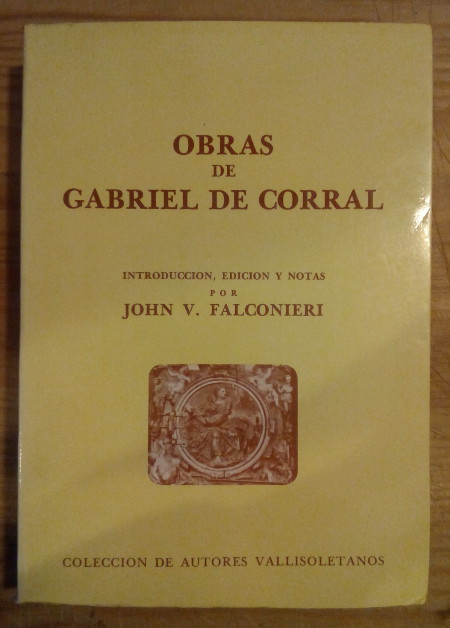 OBRAS
DE
GABRIEL DE CORRAL
INTRODUCCION, EDICION Y NOTAS
POR
JOHN V. FALCONIERI
COLECCION DE AUTORES VALLISOLETANOS